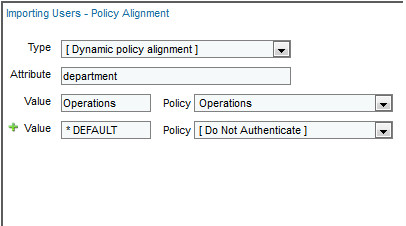 Importing Users - Policy Alignment
Type [ Dynamic policy alignment ]
Attribute department
Value Operations Policy Operations
Value * DEFAULT Policy [ Do Not Authenticate ]